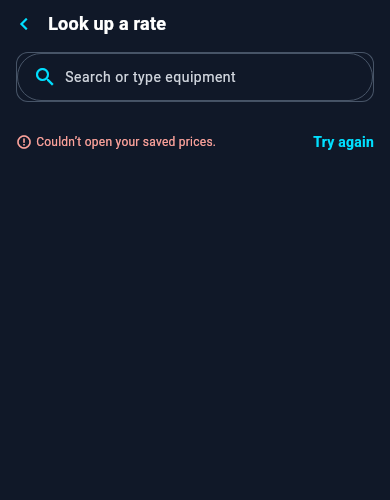 Look up a rate
Search or type equipment
Couldn't open your saved prices.
Try again